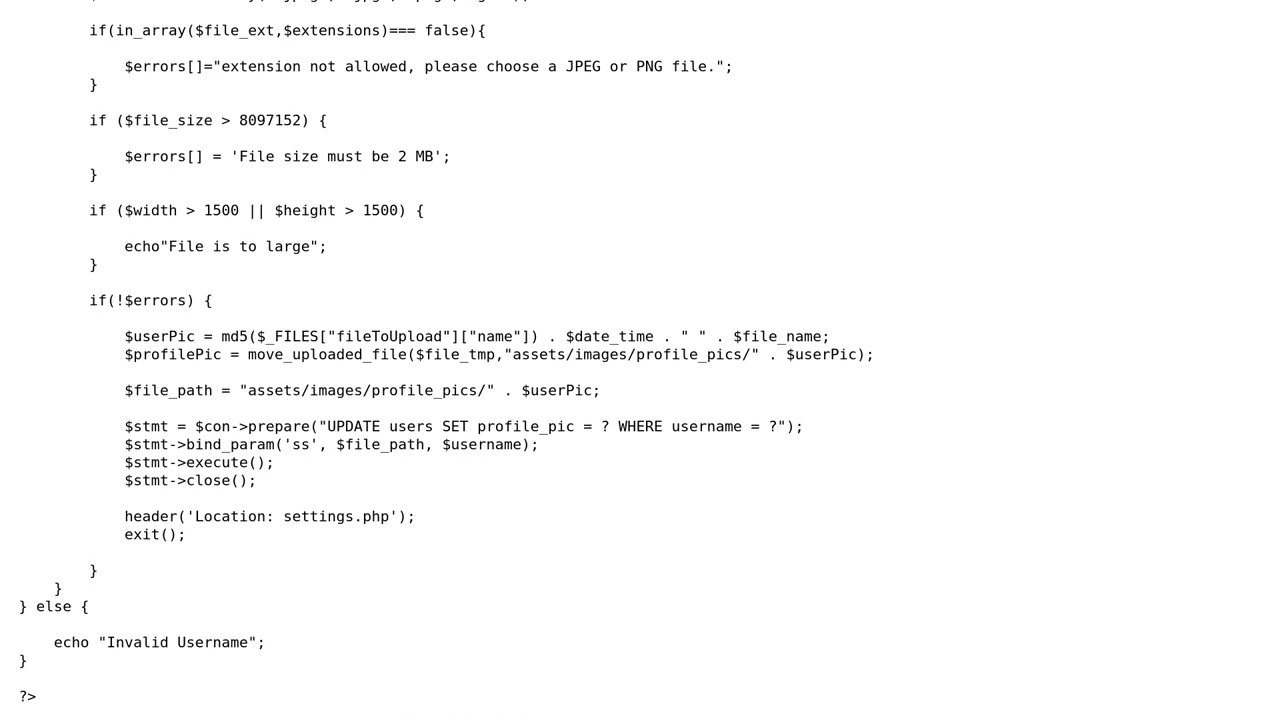 if(in_array($file_ext,$extensions)=== false){
$errors[]="extension not allowed, please choose a JPEG or PNG file.";
}
if ($file_size > 8097152) {
$errors[] = 'File size must be 2 MB';
}
if ($width > 1500 || $height > 1500) {
echo"File is to large";
}
if(!$errors) {
$userPic = md5($_FILES["fileToUpload"]["name"]) . $date_time . " " . $file_name;
$profilePic = move_uploaded_file($file_tmp,"assets/images/profile_pics/" . $userPic);
$file_path = "assets/images/profile_pics/" . $userPic;
$stmt = $con->prepare("UPDATE users SET profile_pic = ? WHERE username = ?");
$stmt->bind_param('ss', $file_path, $username);
$stmt->execute();
$stmt->close();
header('Location: settings.php');
exit();
}
}
} else {
echo "Invalid Username";
}
?>